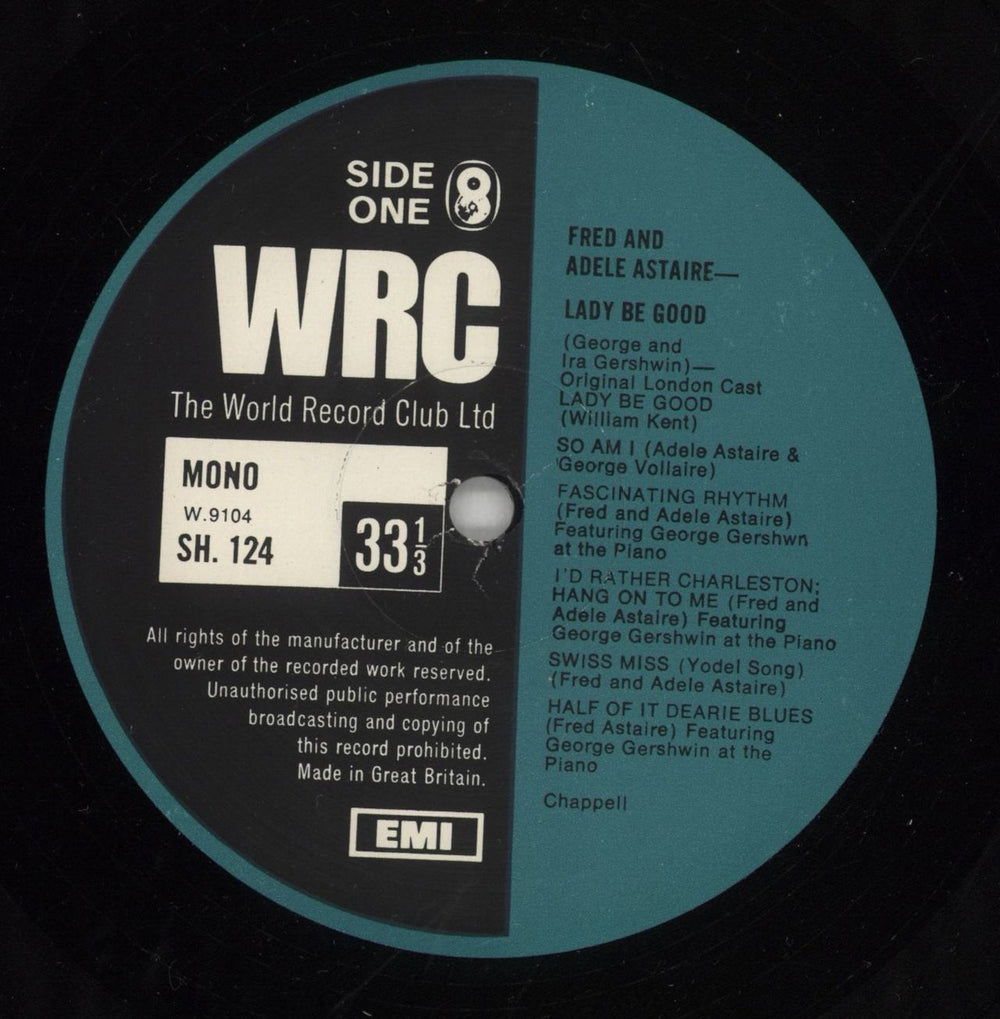 SIDE
ONE
WRC
The World Record Club Ltd
MONO
W.9104
SH. 124
33 1/3
All rights of the manufacturer and of the
owner of the recorded work reserved.
Unauthorised public performance
broadcasting and copying of
this record prohibited.
Made in Great Britain.
EMI
FRED AND
ADELE ASTAIRE—
LADY BE GOOD
(George and
Ira Gershwin)—
Original London Cast
LADY BE GOOD
(William Kent)
SO AM I (Adele Astaire &
George Vollaire)
FASCINATING RHYTHM
(Fred and Adele Astaire)
Featuring George Gershwn
at the Piano
I'D RATHER CHARLESTON;
HANG ON TO ME (Fred and
Adele Astaire) Featuring
George Gershwin at the Piano
SWISS MISS (Yodel Song)
(Fred and Adele Astaire)
HALF OF IT DEARIE BLUES
(Fred Astaire) Featuring
George Gershwin at the
Piano
Chappell